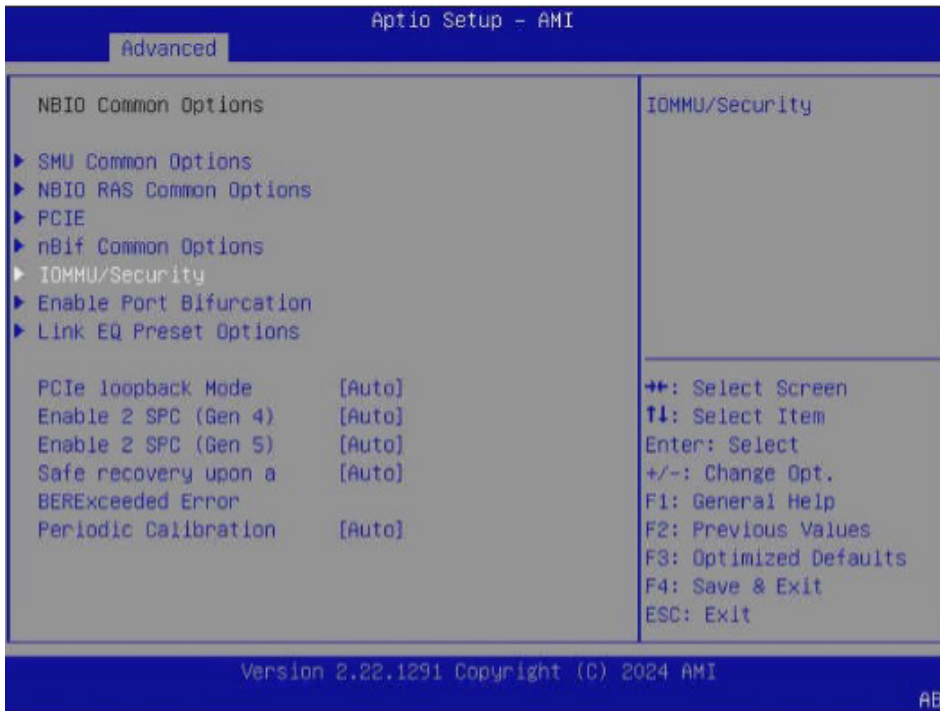 Aptio Setup – AMI
Advanced
NBIO Common Options
SMU Common Options
NBIO RAS Common Options
PCIE
nBif Common Options
IOMMU/Security
Enable Port Bifurcation
Link EQ Preset Options
PCIe loopback Mode [Auto]
Enable 2 SPC (Gen 4) [Auto]
Enable 2 SPC (Gen 5) [Auto]
Safe recovery upon a [Auto]
BERExceeded Error
Periodic Calibration [Auto]
IOMMU/Security
→←: Select Screen
↑↓: Select Item
Enter: Select
+/-: Change Opt.
F1: General Help
F2: Previous Values
F3: Optimized Defaults
F4: Save & Exit
ESC: Exit
Version 2.22.1291 Copyright (C) 2024 AMI
AB